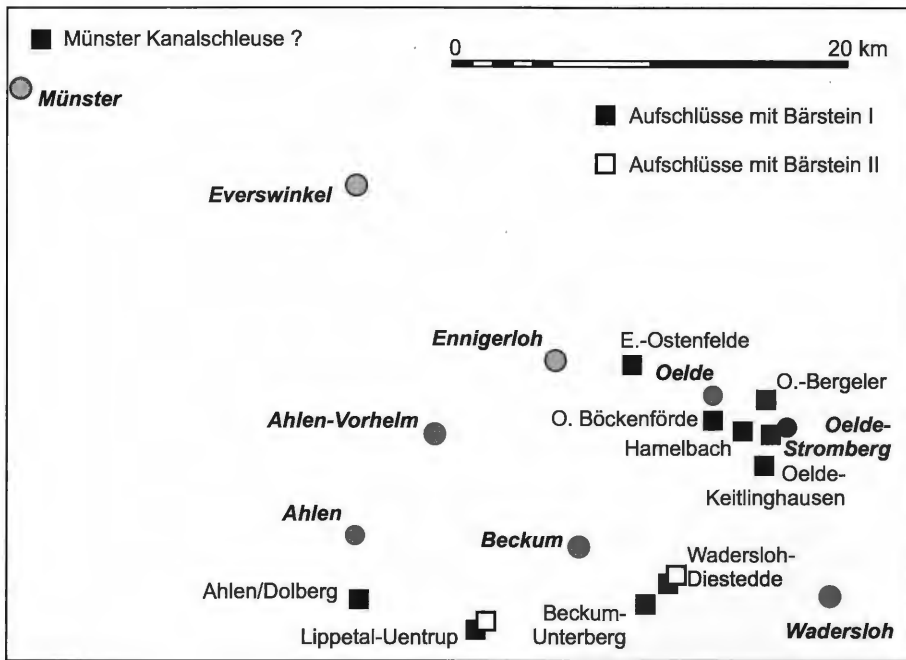 Münster Kanalschleuse ?
0 20 km
Münster
Aufschlüsse mit Bärstein I
Aufschlüsse mit Bärstein II
Everswinkel
Ennigerloh
E.-Ostenfelde
Oelde
O.-Bergeler
Ahlen-Vorhelm
O. Böckenförde
Hamelbach
Oelde-
Stromberg
Oelde-
Keitlinghausen
Ahlen
Beckum
Wadersloh-
Diestedde
Ahlen/Dolberg
Lippetal-Uentrup
Beckum-
Unterberg
Wadersloh